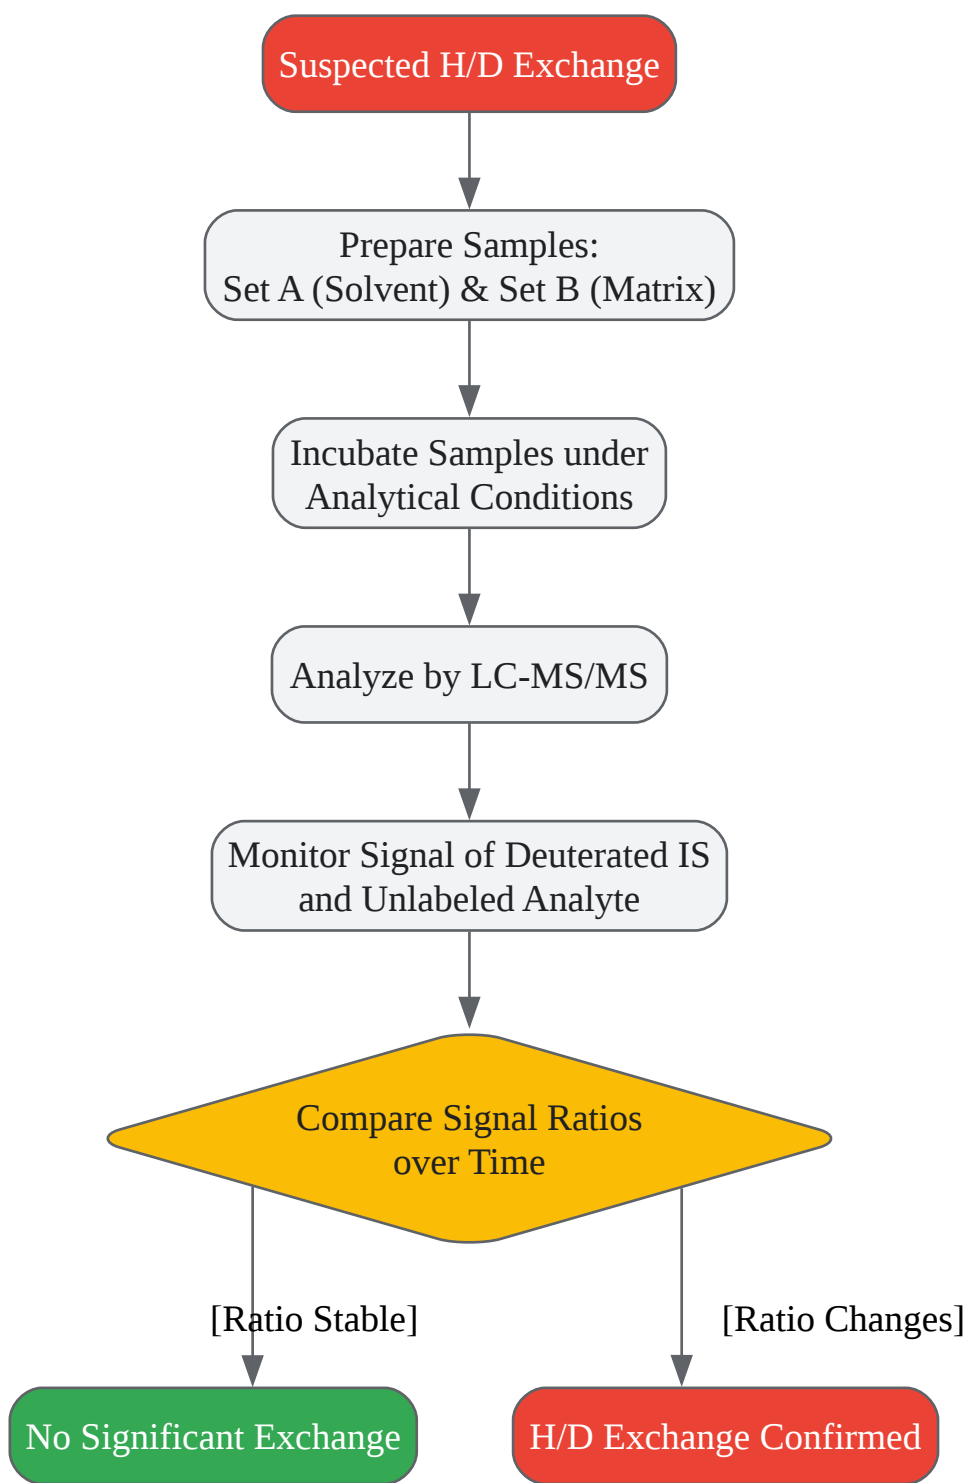 Suspected H/D Exchange
Prepare Samples:
Set A (Solvent) & Set B (Matrix)
Incubate Samples under
Analytical Conditions
Analyze by LC-MS/MS
Monitor Signal of Deuterated IS
and Unlabeled Analyte
Compare Signal Ratios
over Time
[Ratio Stable]
[Ratio Changes]
No Significant Exchange
H/D Exchange Confirmed